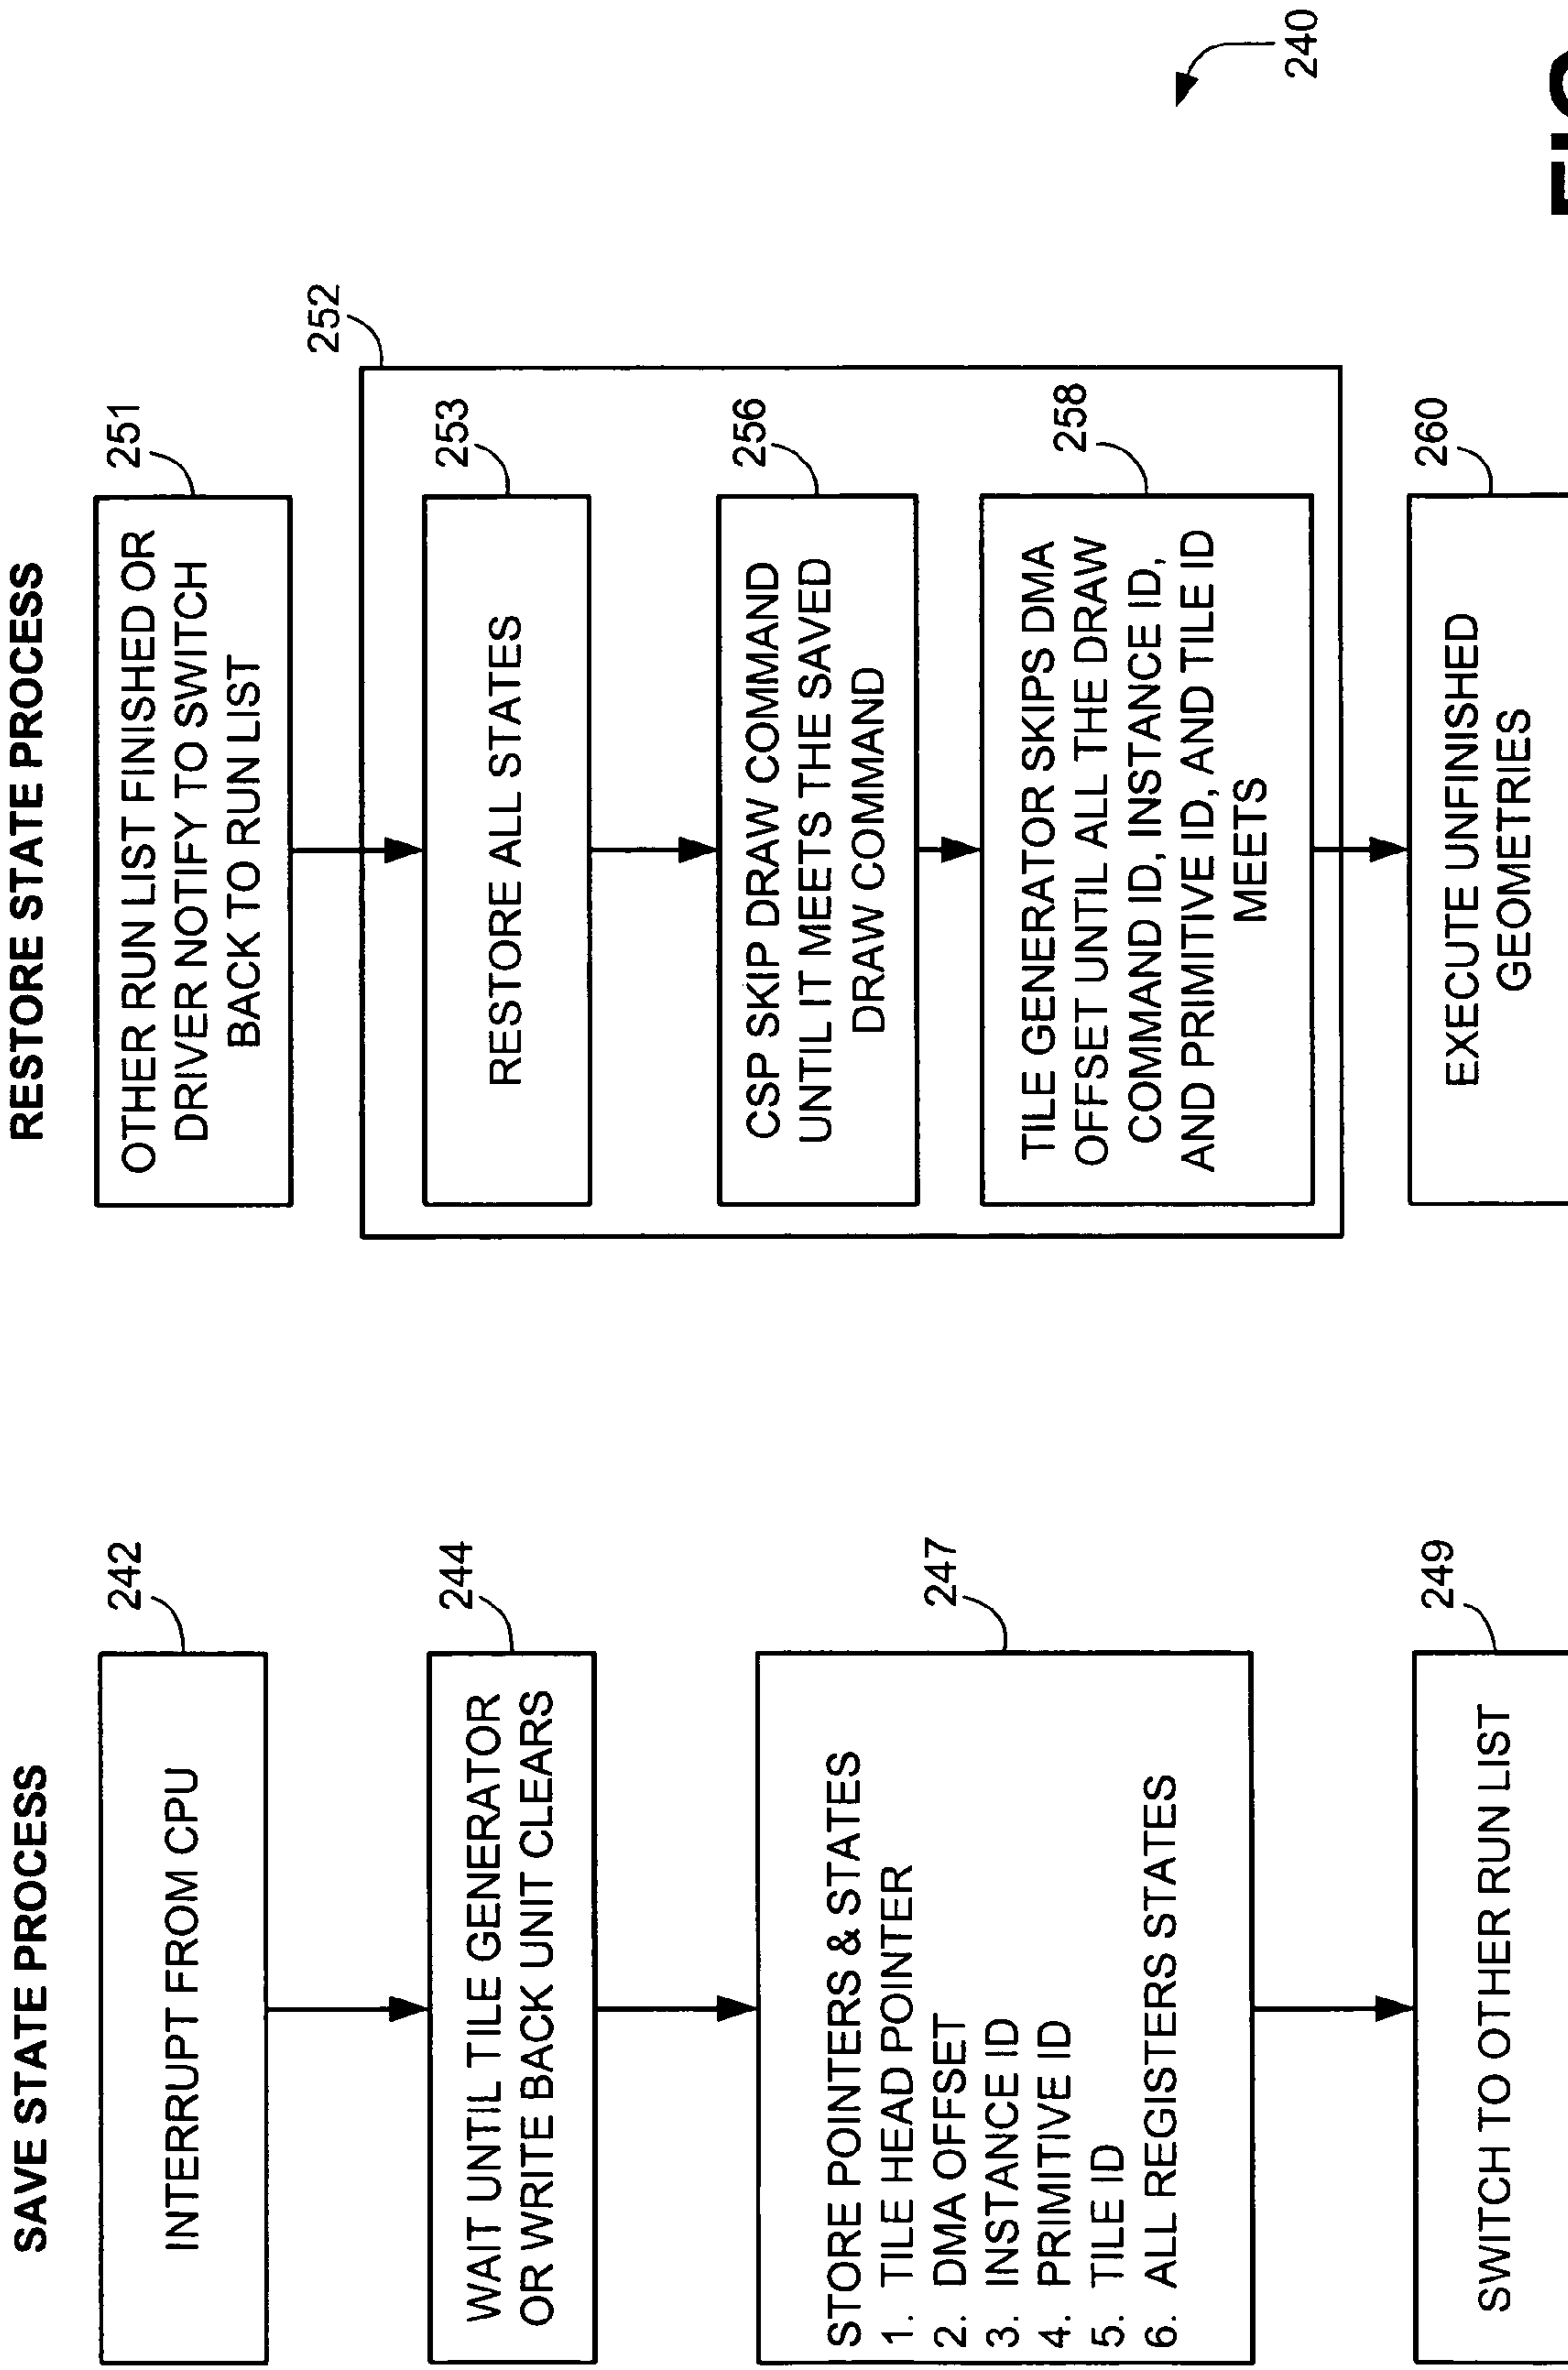 SAVE STATE PROCESS
242
INTERRUPT FROM CPU
244
WAIT UNTIL TILE GENERATOR
OR WRITE BACK UNIT CLEARS
247
STORE POINTERS & STATES
1. TILE HEAD POINTER
2. DMA OFFSET
3. INSTANCE ID
4. PRIMITIVE ID
5. TILE ID
6. ALL REGISTERS STATES
249
SWITCH TO OTHER RUN LIST
RESTORE STATE PROCESS
251
OTHER RUN LIST FINISHED OR
DRIVER NOTIFY TO SWITCH
BACK TO RUN LIST
252
253
RESTORE ALL STATES
256
CSP SKIP DRAW COMMAND
UNTIL IT MEETS THE SAVED
DRAW COMMAND
258
TILE GENERATOR SKIPS DMA
OFFSET UNTIL ALL THE DRAW
COMMAND ID, INSTANCE ID,
AND PRIMITIVE ID, AND TILE ID
MEETS
260
EXECUTE UNFINISHED
GEOMETRIES
240